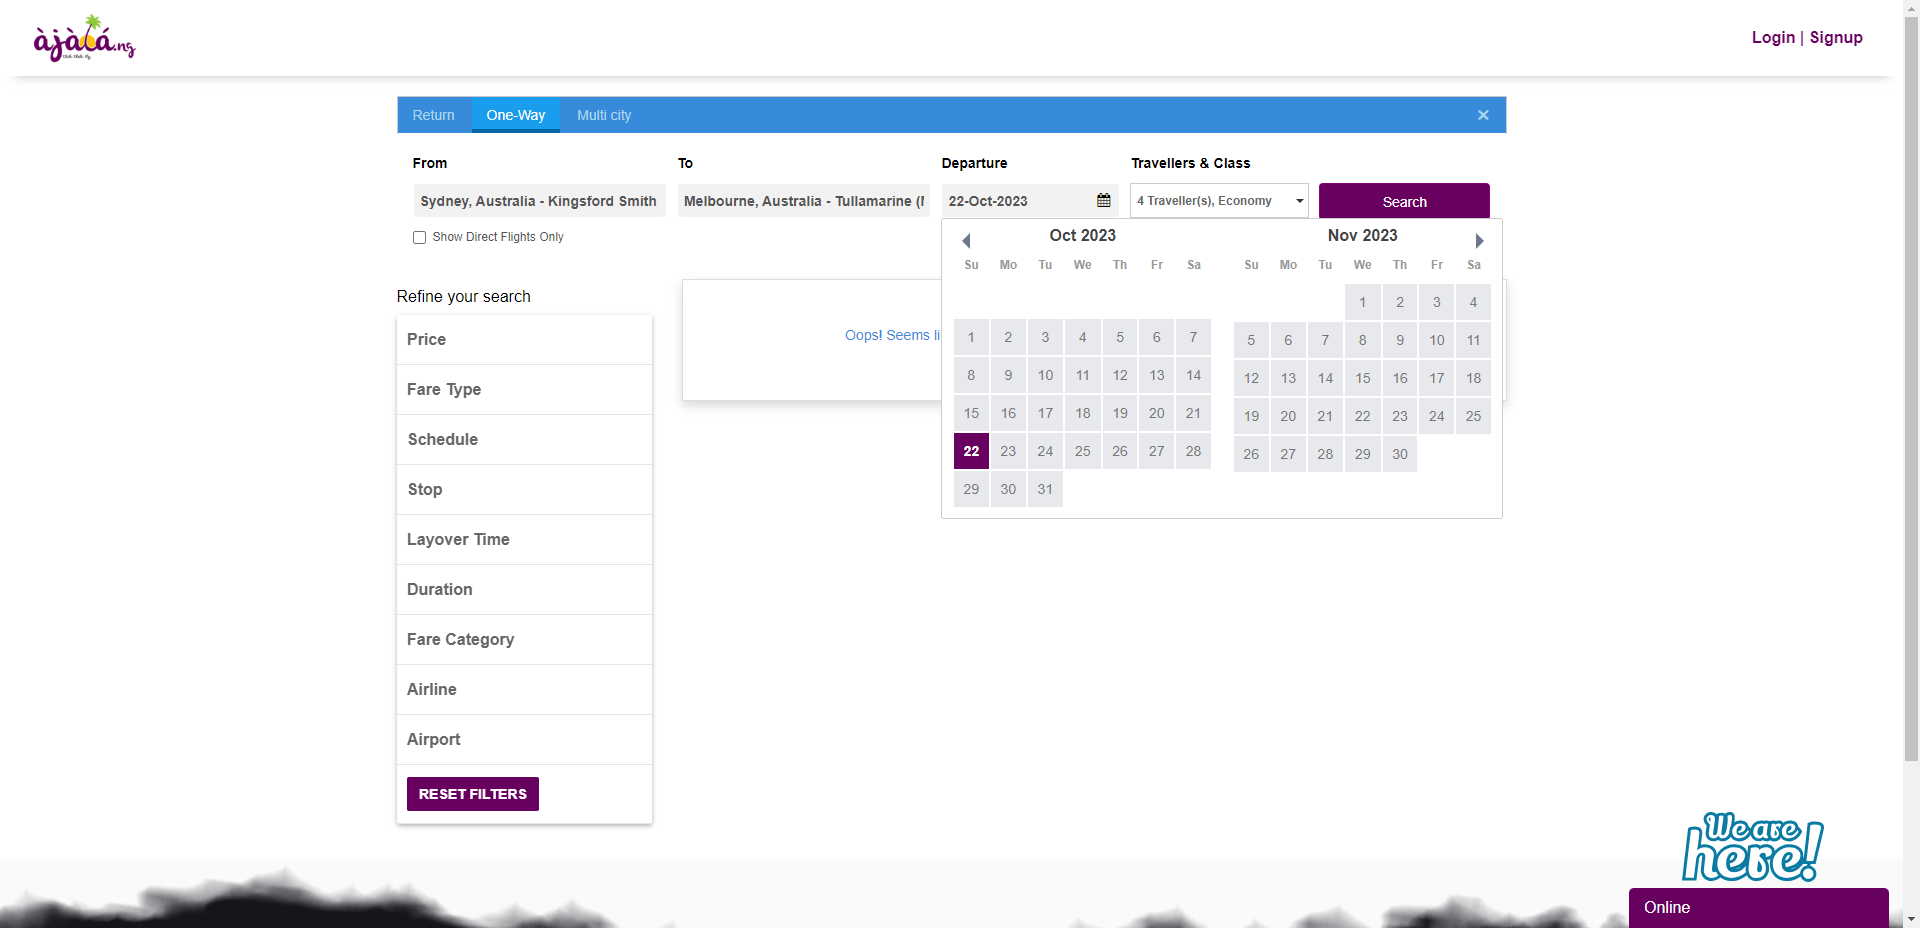 àjàlá.ng
Login | Signup
Return One-Way Multi city ×
From To Departure Travellers & Class
Sydney, Australia - Kingsford Smith Melbourne, Australia - Tullamarine ( 22-Oct-2023 4 Traveller(s), Economy Search
Show Direct Flights Only
Oct 2023 Nov 2023
Su Mo Tu We Th Fr Sa Su Mo Tu We Th Fr Sa
1 2 3 4
1 2 3 4 5 6 7 5 6 7 8 9 10 11
8 9 10 11 12 13 14 12 13 14 15 16 17 18
15 16 17 18 19 20 21 19 20 21 22 23 24 25
22 23 24 25 26 27 28 26 27 28 29 30
29 30 31
Refine your search
Oops! Seems li
Price
Fare Type
Schedule
Stop
Layover Time
Duration
Fare Category
Airline
Airport
RESET FILTERS
We are
here!
Online